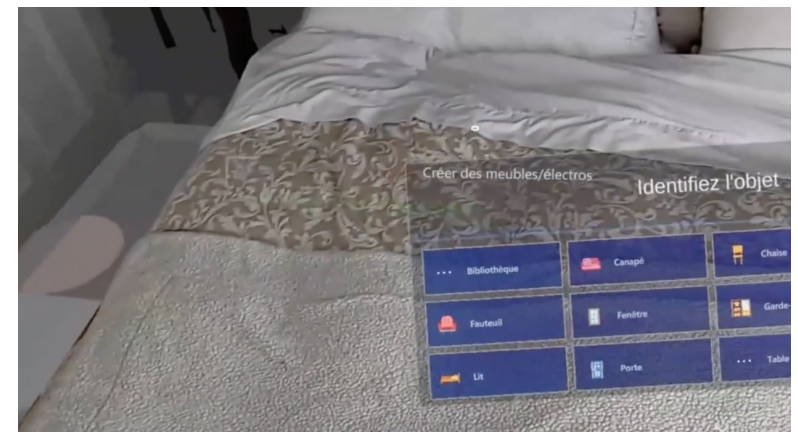 Créer des meubles/électros
Identifiez l'objet
... Bibliothèque
Canapé
Chaise
Fauteuil
Fenêtre
Garde-
Lit
Porte
... Table